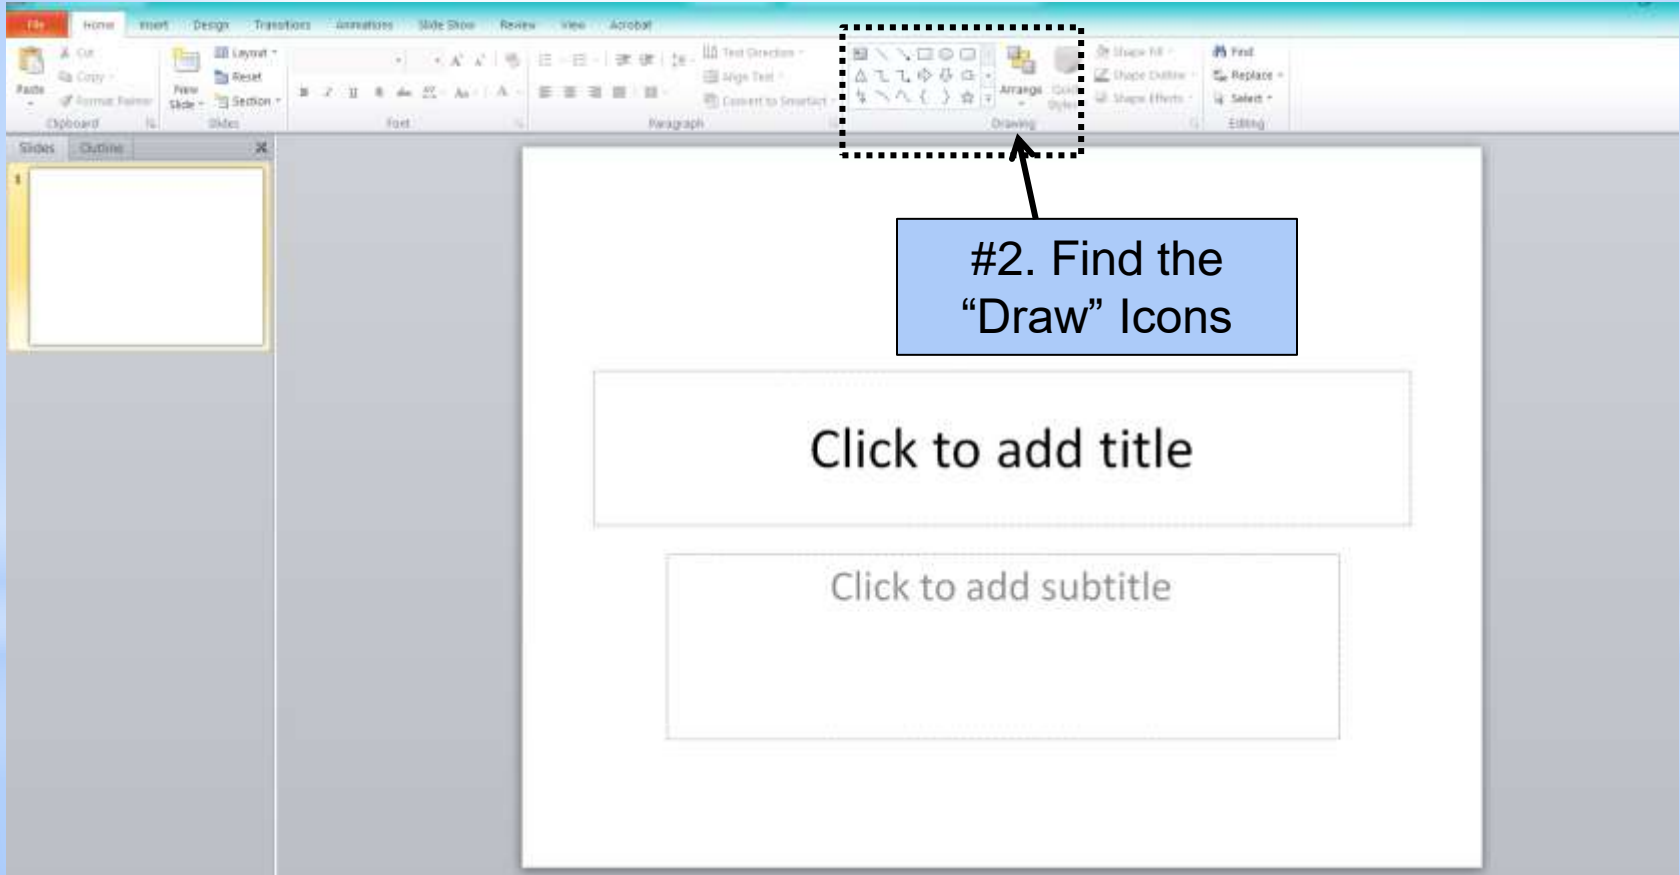 File Home Insert Design Transitions Animations Slide Show Review View Acrobat
Paste
Cut
Copy
Format Painter
Clipboard
New
Slide
Layout
Reset
Section
Slides
Font
Text Direction
Align Text
Convert to SmartArt
Paragraph
Arrange
Quick
Styles
Shape Fill
Shape Outline
Shape Effects
Drawing
Find
Replace
Select
Editing
Slides Outline
1
#2. Find the
“Draw” Icons
Click to add title
Click to add subtitle